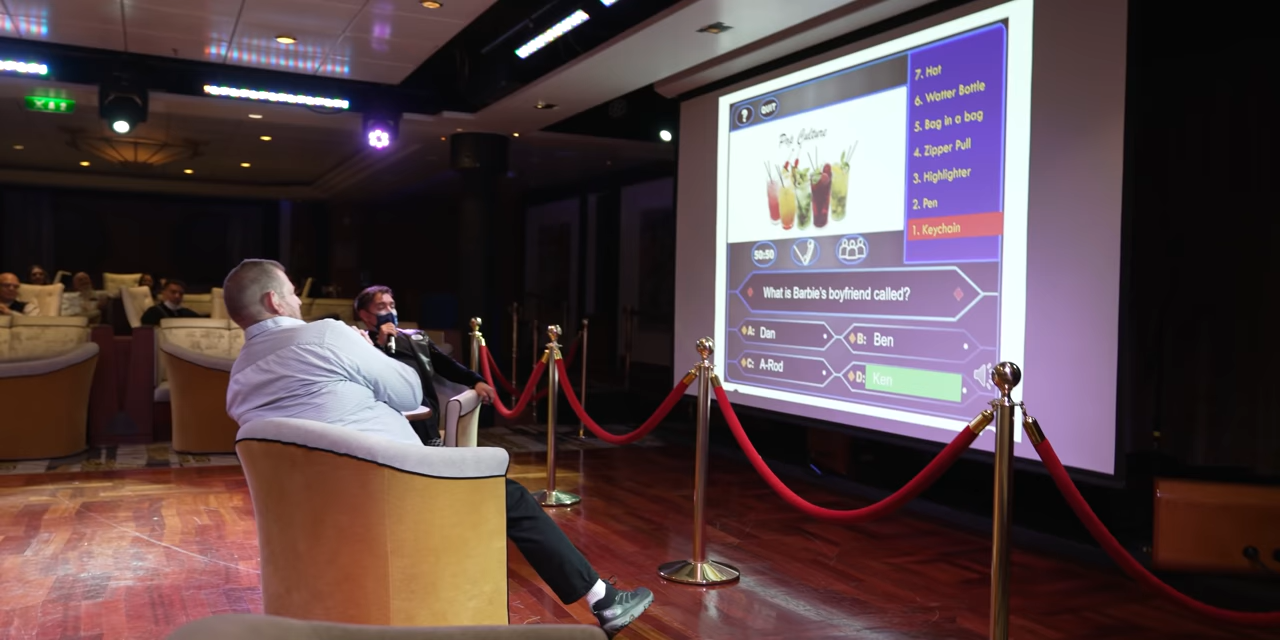 ?
QUIT
Pop Culture
7. Hat
6. Watter Bottle
5. Bag in a bag
4. Zipper Pull
3. Highlighter
2. Pen
1. Keychain
50:50
What is Barbie's boyfriend called?
A: Dan
B: Ben
C: A-Rod
D: Ken